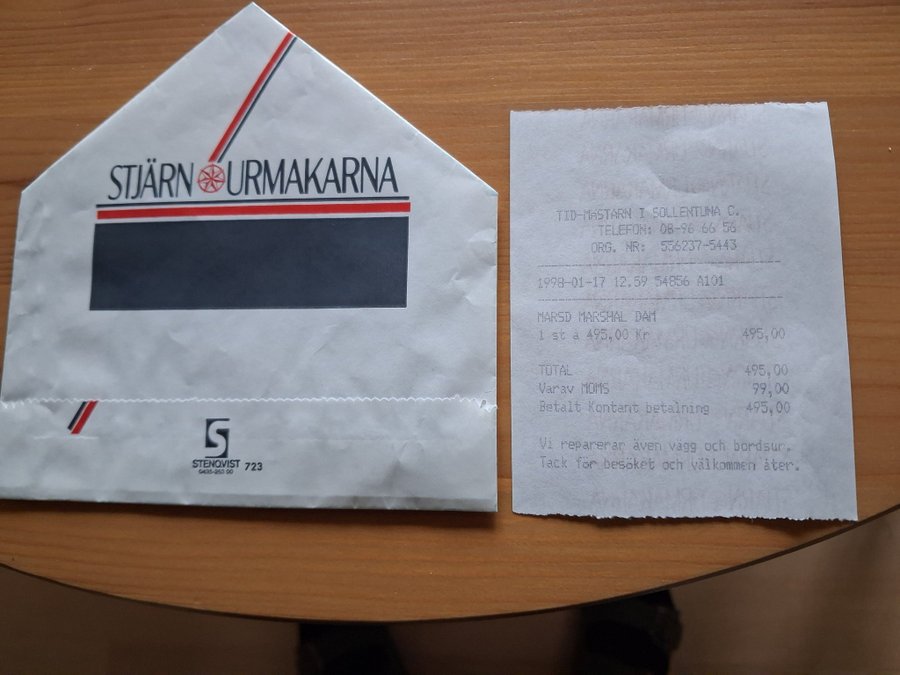 STJÄRN URMAKARNA
STENQVIST 723
0435-250 00
TID-MÄSTARN I SOLLENTUNA C.
TELEFON: 08-96 66 56
ORG. NR: 556237-5443
1998-01-17 12.59 54856 A101
MARSD MARSHAL DAM
1 st a 495,00 Kr 495,00
TOTAL 495,00
Varav MOMS 99,00
Betalt Kontant betalning 495,00
Vi reparerar även vägg och bordsur.
Tack för besöket och välkommen åter.